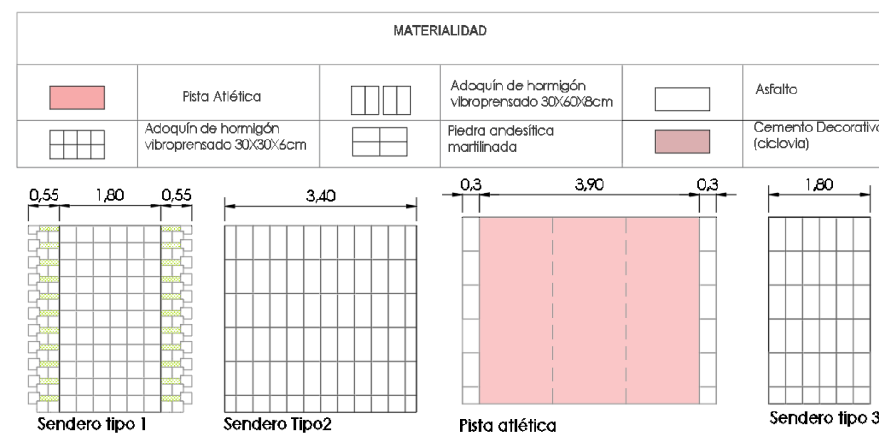 MATERIALIDAD
Pista Atlética
Adoquín de hormigón
vibroprensado 30X60X8cm
Asfalto
Adoquín de hormigón
vibroprensado 30X30X6cm
Piedra andesítica
martilinada
Cemento Decorativo
(ciclovia)
0,55 1,80 0,55
3,40
0,3 3,90 0,3
1,80
Sendero tipo 1
Sendero Tipo2
Pista atlética
Sendero tipo 3